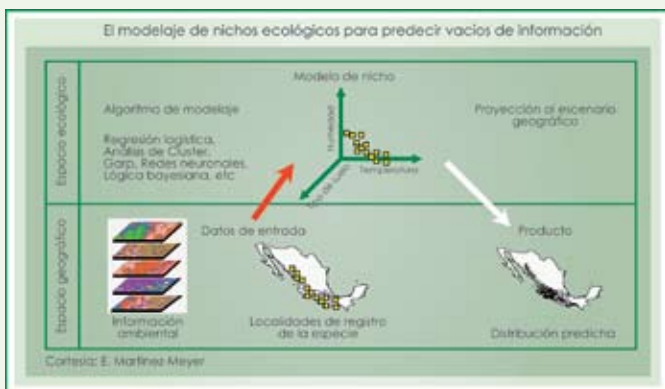 El modelaje de nichos ecológicos para predecir vacios de información
Espacio ecológico
Algoritmo de modelaje
Regresión logística,
Análisis de Cluster,
Garp, Redes neuronales,
Lógica bayesiana, etc
Modelo de nicho
Humedad
Temperatura
Tipo de suelo
Proyección al escenario
geográfico
Espacio geográfico
Información
ambiental
Datos de entrada
Localidades de registro
de la especie
Producto
Distribución predicha
Cortesía: E. Martínez Meyer